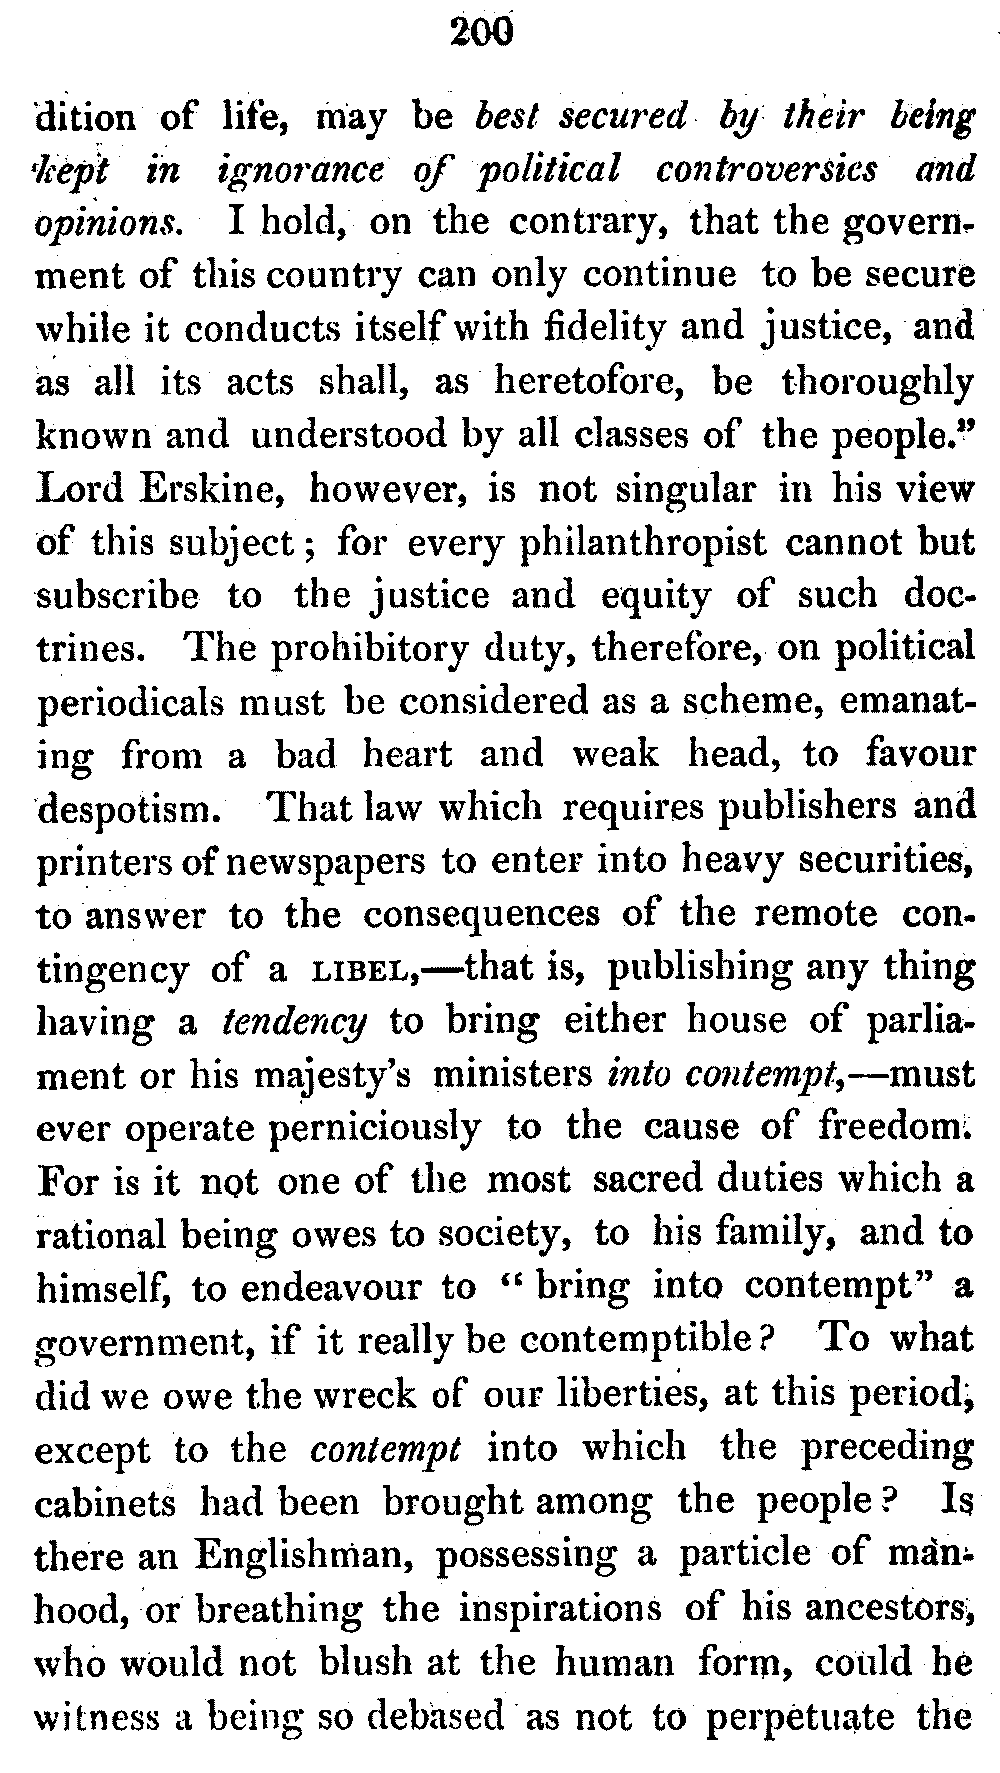 200
dition of life, may be best secured by their being
kept in ignorance of political controversies and
opinions. I hold, on the contrary, that the govern-
ment of this country can only continue to be secure
while it conducts itself with fidelity and justice, and
as all its acts shall, as heretofore, be thoroughly
known and understood by all classes of the people."
Lord Erskine, however, is not singular in his view
of this subject; for every philanthropist cannot but
subscribe to the justice and equity of such doc-
trines. The prohibitory duty, therefore, on political
periodicals must be considered as a scheme, emanat-
ing from a bad heart and weak head, to favour
despotism. That law which requires publishers and
printers of newspapers to enter into heavy securities,
to answer to the consequences of the remote con-
tingency of a LIBEL,—that is, publishing any thing
having a tendency to bring either house of parlia-
ment or his majesty's ministers into contempt,—must
ever operate perniciously to the cause of freedom.
For is it not one of the most sacred duties which a
rational being owes to society, to his family, and to
himself, to endeavour to "bring into contempt" a
government, if it really be contemptible? To what
did we owe the wreck of our liberties, at this period,
except to the contempt into which the preceding
cabinets had been brought among the people? Is
there an Englishman, possessing a particle of man-
hood, or breathing the inspirations of his ancestors,
who would not blush at the human form, could he
witness a being so debased as not to perpetuate the